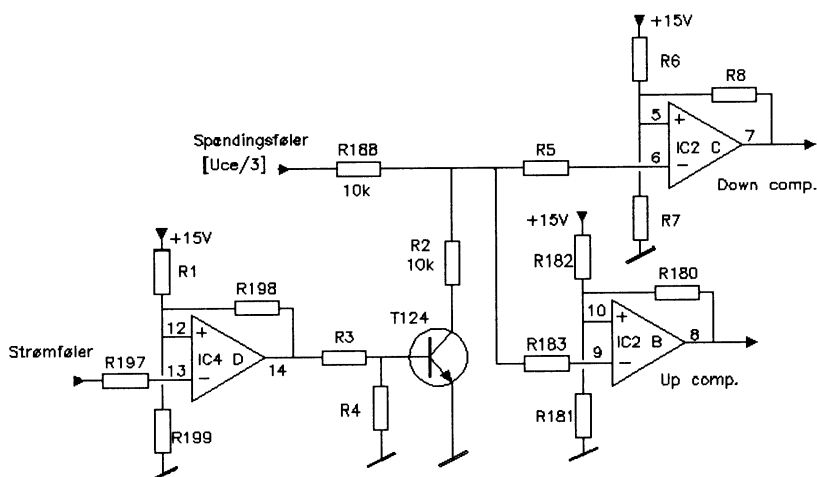 +15V
R6
R8
5
+
7
IC2 C
6
−
Down comp.
R7
Spændingsføler
[Uce/3]
R188
10k
R5
R2
10k
+15V
R182
R180
10
+
8
IC2 B
R183
9
−
Up comp.
R181
+15V
R1
R198
12
+
IC4 D
14
Strømføler
R197
13
−
R199
R3
R4
T124